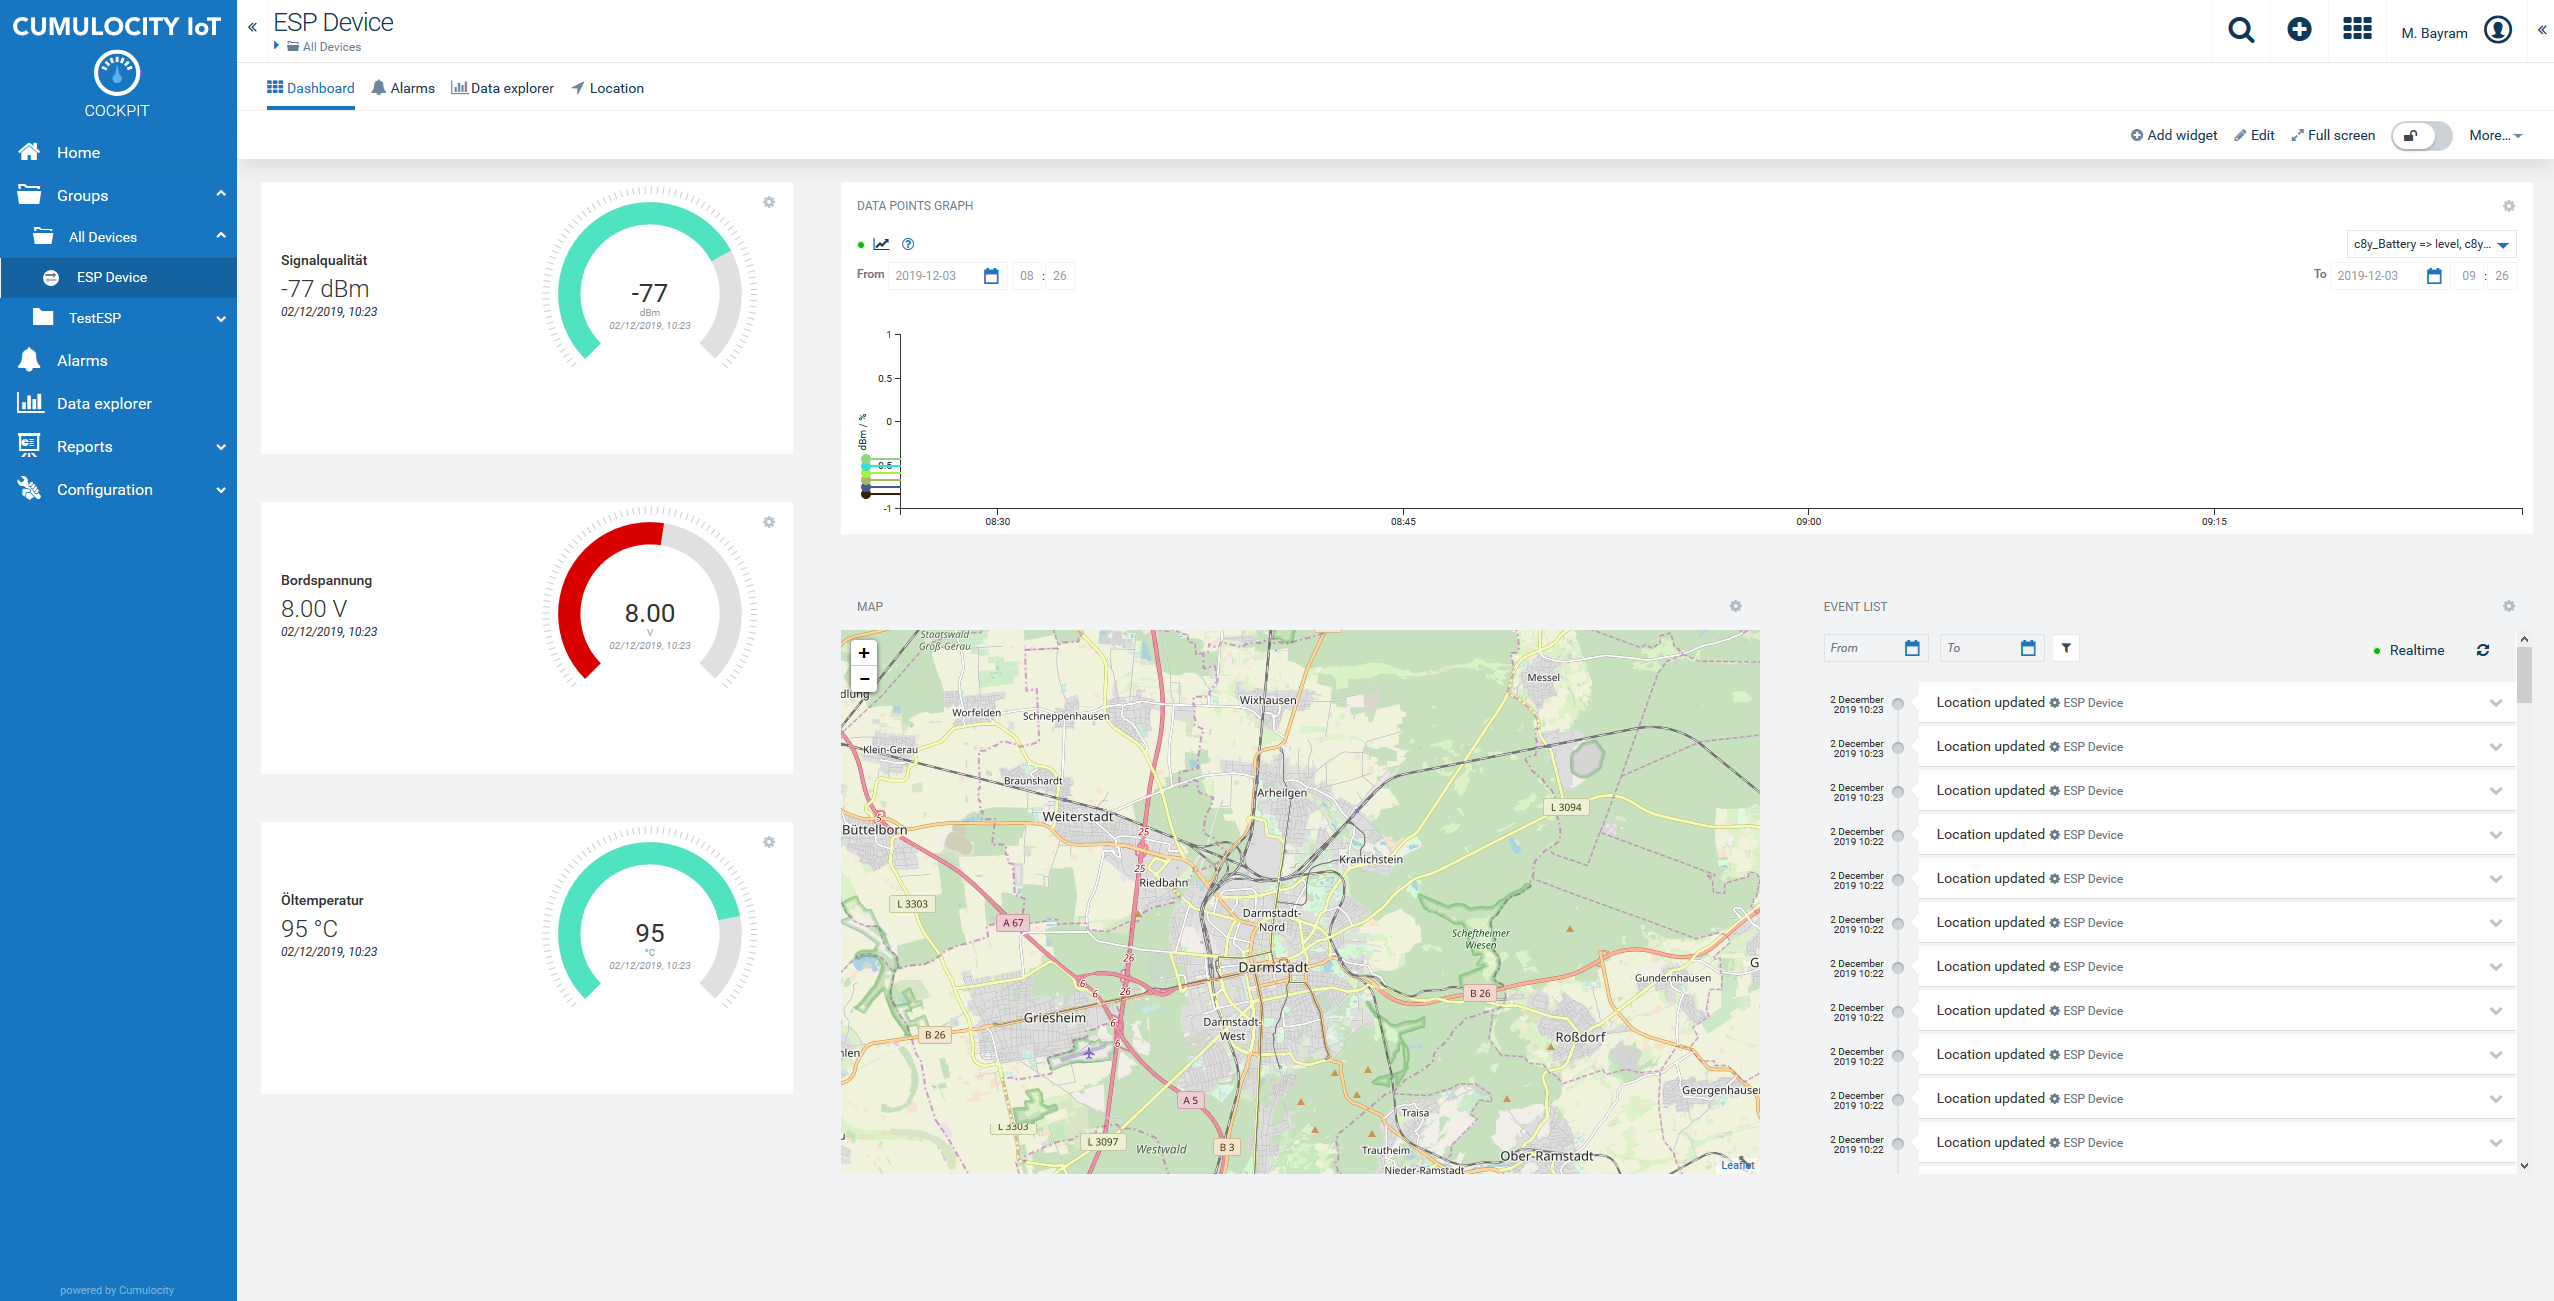 CUMULOCITY IoT
COCKPIT
Home
Groups
All Devices
ESP Device
TestESP
Alarms
Data explorer
Reports
Configuration
powered by Cumulocity
ESP Device
All Devices
M. Bayram
Dashboard
Alarms
Data explorer
Location
Add widget
Edit
Full screen
More...
Signalqualität
-77 dBm
02/12/2019, 10:23
-77
dBm
02/12/2019, 10:23
Bordspannung
8.00 V
02/12/2019, 10:23
8.00
V
02/12/2019, 10:23
Öltemperatur
95 °C
02/12/2019, 10:23
95
°C
02/12/2019, 10:23
DATA POINTS GRAPH
c8y_Battery => level, c8y...
From 2019-12-03 08 : 26
To 2019-12-03 09 : 26
1
0.5
0
-0.5
-1
dBm / %
08:30
08:45
09:00
09:15
MAP
+
−
Staatswald
Groß-Gerau
dlung
Worfelden
Schneppenhausen
Wixhausen
Messel
Klein-Gerau
Braunshardt
Arheilgen
L 3094
5
Weiterstadt
Büttelborn
25
Kranichstein
25
Riedbahn
L 3303
A 67
Darmstadt-
Nord
Scheftheimer
Wiesen
26
Darmstadt
G
Gundernhausen
6
6
26
B 26
Griesheim
6
Darmstadt-
West
B 26
Roßdorf
hlen
6
Georgenhause
A 5
Traisa
L 3303
L 3097
Westwald
B 3
Trautheim
Ober-Ramstadt
Nieder-Ramstadt
Leaflet
EVENT LIST
From
To
Realtime
2 December
2019 10:23
Location updated ESP Device
2 December
2019 10:23
Location updated ESP Device
2 December
2019 10:23
Location updated ESP Device
2 December
2019 10:22
Location updated ESP Device
2 December
2019 10:22
Location updated ESP Device
2 December
2019 10:22
Location updated ESP Device
2 December
2019 10:22
Location updated ESP Device
2 December
2019 10:22
Location updated ESP Device
2 December
2019 10:22
Location updated ESP Device
2 December
2019 10:22
Location updated ESP Device
2 December
2019 10:22
Location updated ESP Device